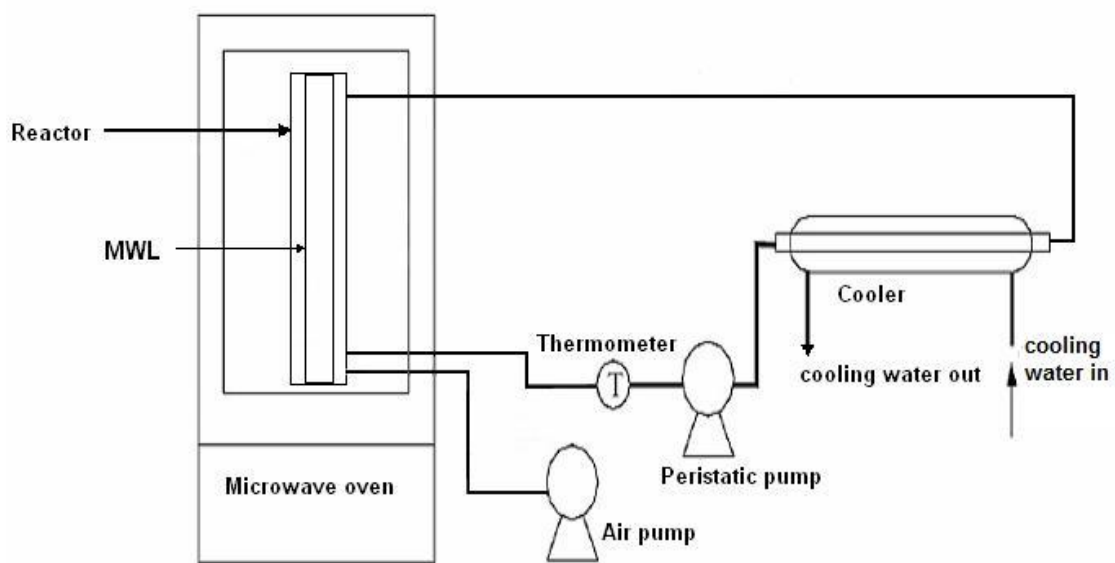 Reactor
MWL
Cooler
Thermometer
cooling water out
cooling
water in
T
Peristatic pump
Microwave oven
Air pump